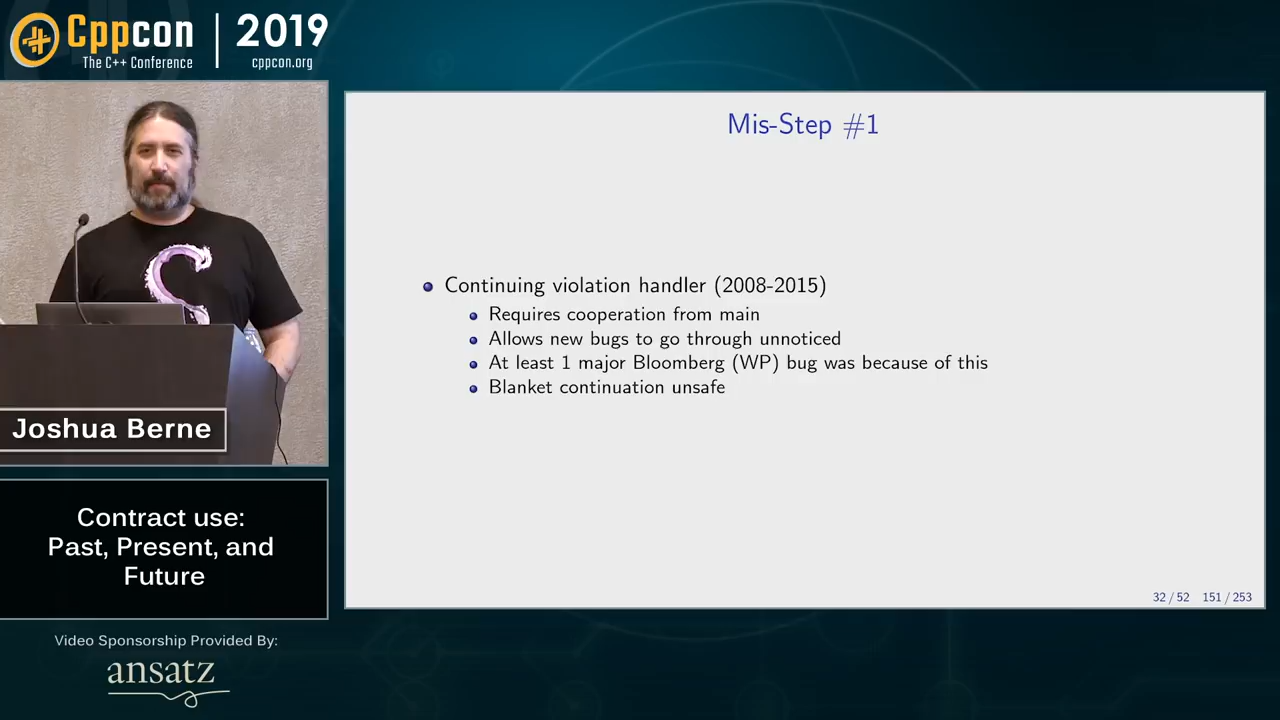 Cppcon
The C++ Conference
2019
cppcon.org
Mis-Step #1
Continuing violation handler (2008-2015)
Requires cooperation from main
Allows new bugs to go through unnoticed
At least 1 major Bloomberg (WP) bug was because of this
Blanket continuation unsafe
32 / 52 151 / 253
Joshua Berne
Contract use:
Past, Present, and
Future
Video Sponsorship Provided By:
ansatz